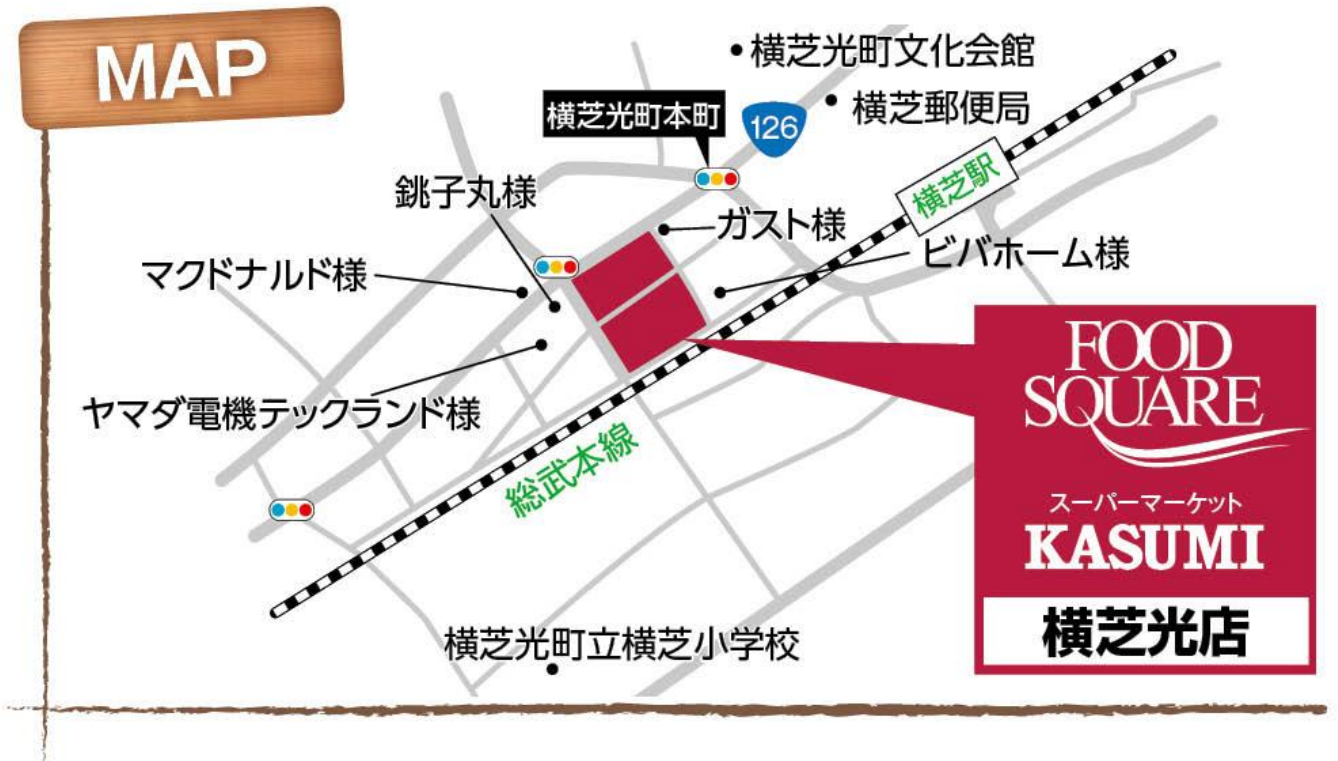 MAP
横芝光町文化会館
横芝光町本町
126
横芝郵便局
横芝駅
銚子丸様
ガスト様
マクドナルド様
ビバホーム様
ヤマダ電機テックランド様
総武本線
FOOD
SQUARE
スーパーマーケット
KASUMI
横芝光店
横芝光町立横芝小学校